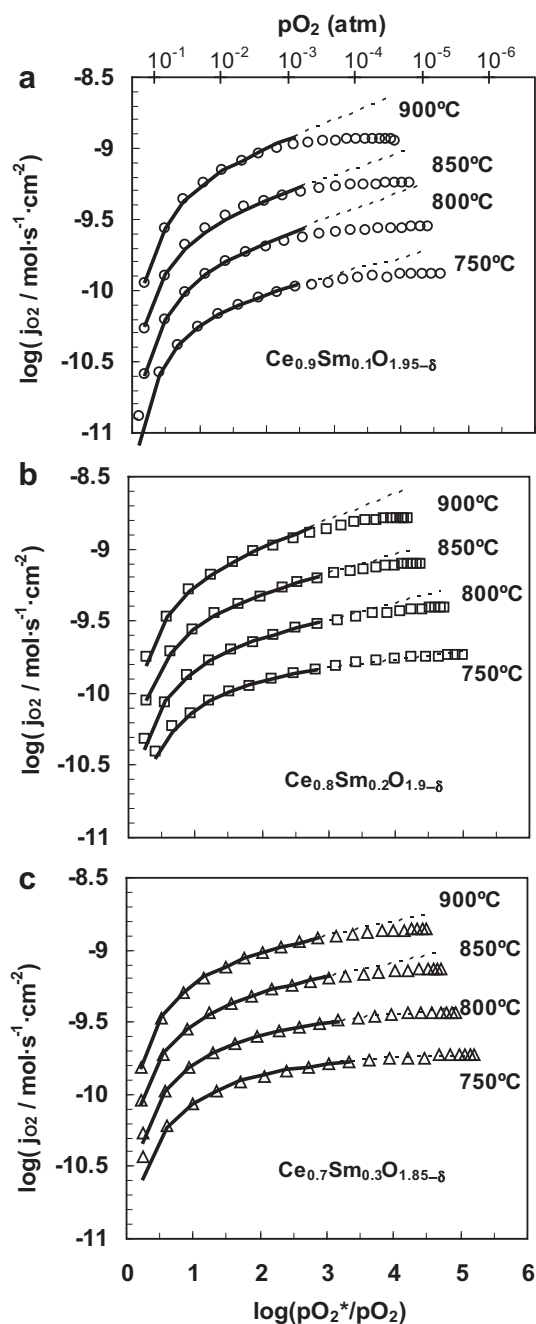 pO2 (atm)
10-1 10-2 10-3 10-4 10-5 10-6
a
-8.5
900ºC
-9
850ºC
-9.5
800ºC
-10
750ºC
-10.5
Ce0.9Sm0.1O1.95–δ
-11
log( jO2 / mol·s-1·cm-2)
b
-8.5
900ºC
-9
850ºC
-9.5
800ºC
-10
750ºC
-10.5
Ce0.8Sm0.2O1.9–δ
-11
log( jO2 / mol·s-1·cm-2)
c
-8.5
900ºC
-9
850ºC
-9.5
800ºC
-10
750ºC
-10.5
Ce0.7Sm0.3O1.85–δ
-11
log( jO2 / mol·s-1·cm-2)
0 1 2 3 4 5 6
log(pO2*/pO2)